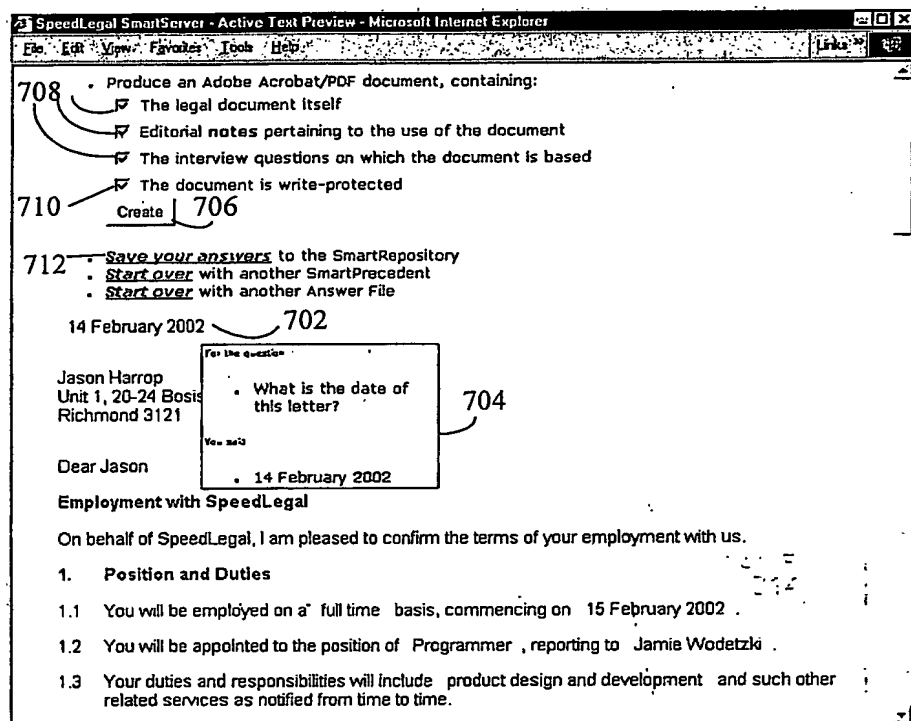 SpeedLegal SmartServer - Active Text Preview - Microsoft Internet Explorer
File Edit View Favorites Tools Help Links »
• Produce an Adobe Acrobat/PDF document, containing:
708
The legal document itself
Editorial notes pertaining to the use of the document
The interview questions on which the document is based
The document is write-protected
710
Create 706
712 • Save your answers to the SmartRepository
• Start over with another SmartPrecedent
• Start over with another Answer File
14 February 2002 702
For the question
• What is the date of
this letter?
704
You said
• 14 February 2002
Jason Harrop
Unit 1, 20-24 Bosis
Richmond 3121
Dear Jason
Employment with SpeedLegal
On behalf of SpeedLegal, I am pleased to confirm the terms of your employment with us.
1. Position and Duties
1.1 You will be employed on a full time basis, commencing on 15 February 2002 .
1.2 You will be appointed to the position of Programmer , reporting to Jamie Wodetzki .
1.3 Your duties and responsibilities will include product design and development and such other
related services as notified from time to time.